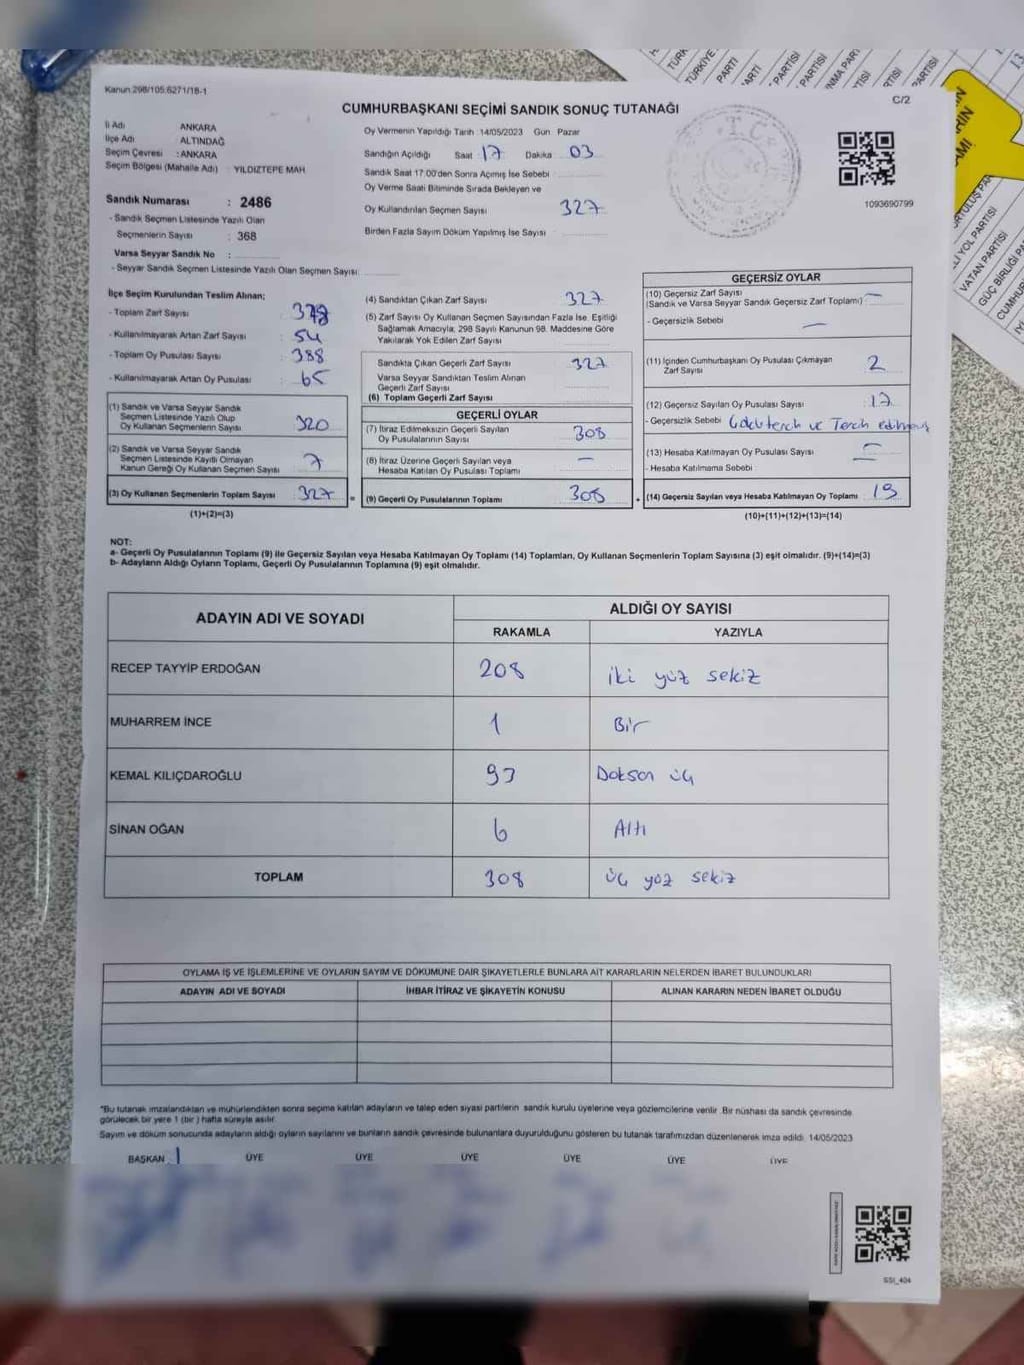 Kanun 298/105:6271/18-1
C/2
CUMHURBAŞKANI SEÇİMİ SANDIK SONUÇ TUTANAĞI
İl Adı ANKARA
İlçe Adı ALTINDAĞ
Seçim Çevresi : ANKARA
Seçim Bölgesi (Mahalle Adı) : YILDIZTEPE MAH.
Sandık Numarası : 2486
- Sandık Seçmen Listesinde Yazılı Olan
Seçmenlerin Sayısı : 368
Varsa Seyyar Sandık No :
- Seyyar Sandık Seçmen Listesinde Yazılı Olan Seçmen Sayısı:
Oy Vermenin Yapıldığı Tarih :14/05/2023 Gün: Pazar
Sandığın Açıldığı Saat 17 Dakika 03
Sandık Saat 17:00'den Sonra Açımış İse Sebebi
Oy Verme Saati Bitiminde Sırada Bekleyen ve
Oy Kullandırılan Seçmen Sayısı 327
Birden Fazla Sayım Döküm Yapılmış İse Sayısı
T.C.
1093690799
İlçe Seçim Kurulundan Teslim Alınan;
- Toplam Zarf Sayısı : 378
- Kullanılmayarak Artan Zarf Sayısı : 54
- Toplam Oy Pusulası Sayısı : 388
- Kullanılmayarak Artan Oy Pusulası : 65
(1) Sandık ve Varsa Seyyar Sandık
Seçmen Listesinde Yazılı Olup
Oy Kullanan Seçmenlerin Sayısı : 320
(2) Sandık ve Varsa Seyyar Sandık
Seçmen Listesinde Kayıtlı Olmayan
Kanun Gereği Oy Kullanan Seçmen Sayısı : 7
(3) Oy Kullanan Seçmenlerin Toplam Sayısı : 327 =
(1)+(2)=(3)
(4) Sandıktan Çıkan Zarf Sayısı 327
(5) Zarf Sayısı Oy Kullanan Seçmen Sayısından Fazla İse, Eşitliği
Sağlamak Amacıyla, 298 Sayılı Kanunun 98. Maddesine Göre
Yakılarak Yok Edilen Zarf Sayısı
Sandıkta Çıkan Geçerli Zarf Sayısı 327
Varsa Seyyar Sandıktan Teslim Alınan
Geçerli Zarf Sayısı
(6) Toplam Geçerli Zarf Sayısı
GEÇERLİ OYLAR
(7) İtiraz Edilmeksizin Geçerli Sayılan
Oy Pusulalarının Sayısı 308
(8) İtiraz Üzerine Geçerli Sayılan veya
Hesaba Katılan Oy Pusulası Toplamı –
(9) Geçerli Oy Pusulalarının Toplamı 308 +
GEÇERSİZ OYLAR
(10) Geçersiz Zarf Sayısı
(Sandık ve Varsa Seyyar Sandık Geçersiz Zarf Toplamı) : –
- Geçersizlik Sebebi –
(11) İçinden Cumhurbaşkanı Oy Pusulası Çıkmayan
Zarf Sayısı : 2
(12) Geçersiz Sayılan Oy Pusulası Sayısı : 17
- Geçersizlik Sebebi ve Tercih
(13) Hesaba Katılmayan Oy Pusulası Sayısı : –
- Hesaba Katılmama Sebebi
(14) Geçersiz Sayılan veya Hesaba Katılmayan Oy Toplamı : 19
(10)+(11)+(12)+(13)=(14)
NOT:
a- Geçerli Oy Pusulalarının Toplamı (9) ile Geçersiz Sayılan veya Hesaba Katılmayan Oy Toplamı (14) Toplamları, Oy Kullanan Seçmenlerin Toplam Sayısına (3) eşit olmalıdır. (9)+(14)=(3)
b- Adayların Aldığı Oyların Toplamı, Geçerli Oy Pusulalarının Toplamına (9) eşit olmalıdır.
ADAYIN ADI VE SOYADI ALDIĞI OY SAYISI
RAKAMLA YAZIYLA
RECEP TAYYİP ERDOĞAN 208 iki yüz sekiz
MUHARREM İNCE 1 Bir
KEMAL KILIÇDAROĞLU 93 Doksan üç
SİNAN OĞAN 6 Altı
TOPLAM 308 üç yüz sekiz
OYLAMA İŞ VE İŞLEMLERİNE VE OYLARIN SAYIM VE DÖKÜMÜNE DAİR ŞİKAYETLERLE BUNLARA AİT KARARLARIN NELERDEN İBARET BULUNDUKLARI
ADAYIN ADI VE SOYADI İHBAR İTİRAZ VE ŞİKAYETİN KONUSU ALINAN KARARIN NEDEN İBARET OLDUĞU
*Bu tutanak imzalandıktan ve mühürlendikten sonra seçime katılan adayların ve talep eden siyasi partilerin sandık kurulu üyelerine veya gözlemcilerine verilir. Bir nüshası da sandık çevresinde
görülecek bir yere 1 (bir ) hafta süreyle asılır.
Sayım ve döküm sonucunda adayların aldığı oyların sayılarını ve bunların sandık çevresinde bulunanlara duyurulduğunu gösteren bu tutanak tarafımızdan düzenlenerek imza edildi. 14/05/2023
BAŞKAN ÜYE ÜYE ÜYE ÜYE ÜYE ÜYE
SSI_404
VATAN PARTİSİ